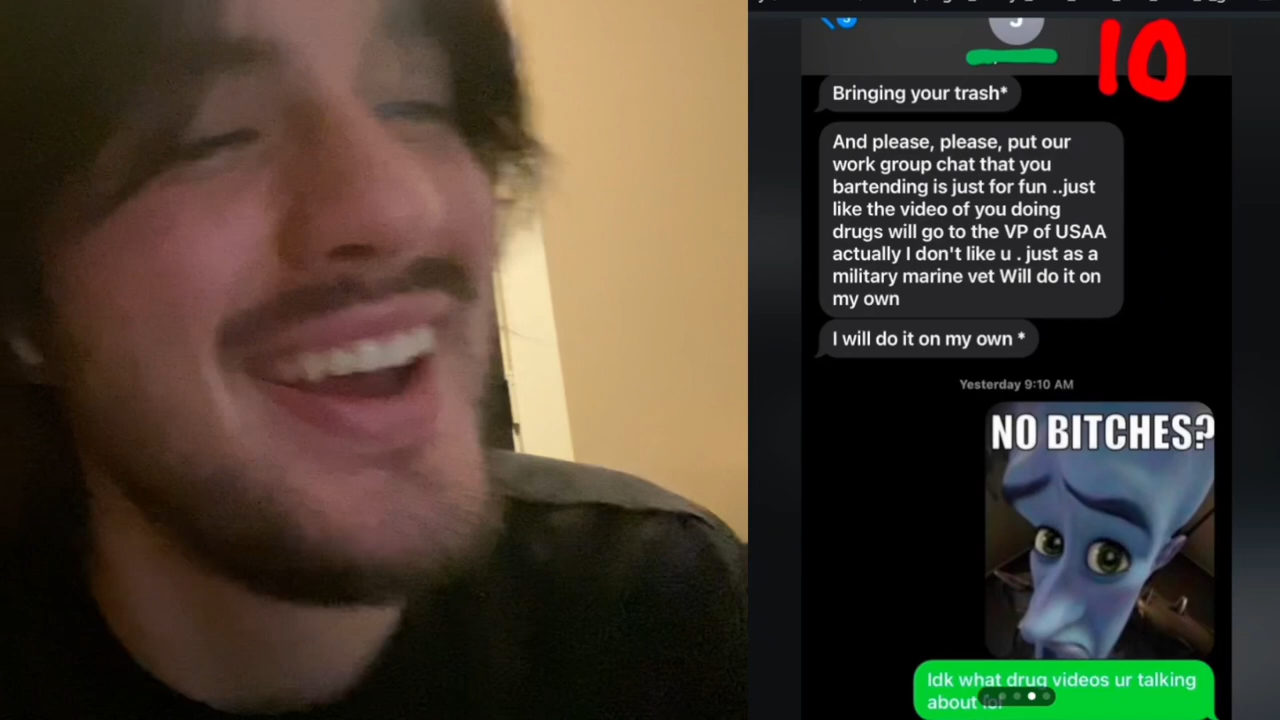 10
Bringing your trash*
And please, please, put our
work group chat that you
bartending is just for fun ..just
like the video of you doing
drugs will go to the VP of USAA
actually I don't like u . just as a
military marine vet Will do it on
my own
I will do it on my own *
Yesterday 9:10 AM
NO BITCHES?
Idk what drug videos ur talking
about lol